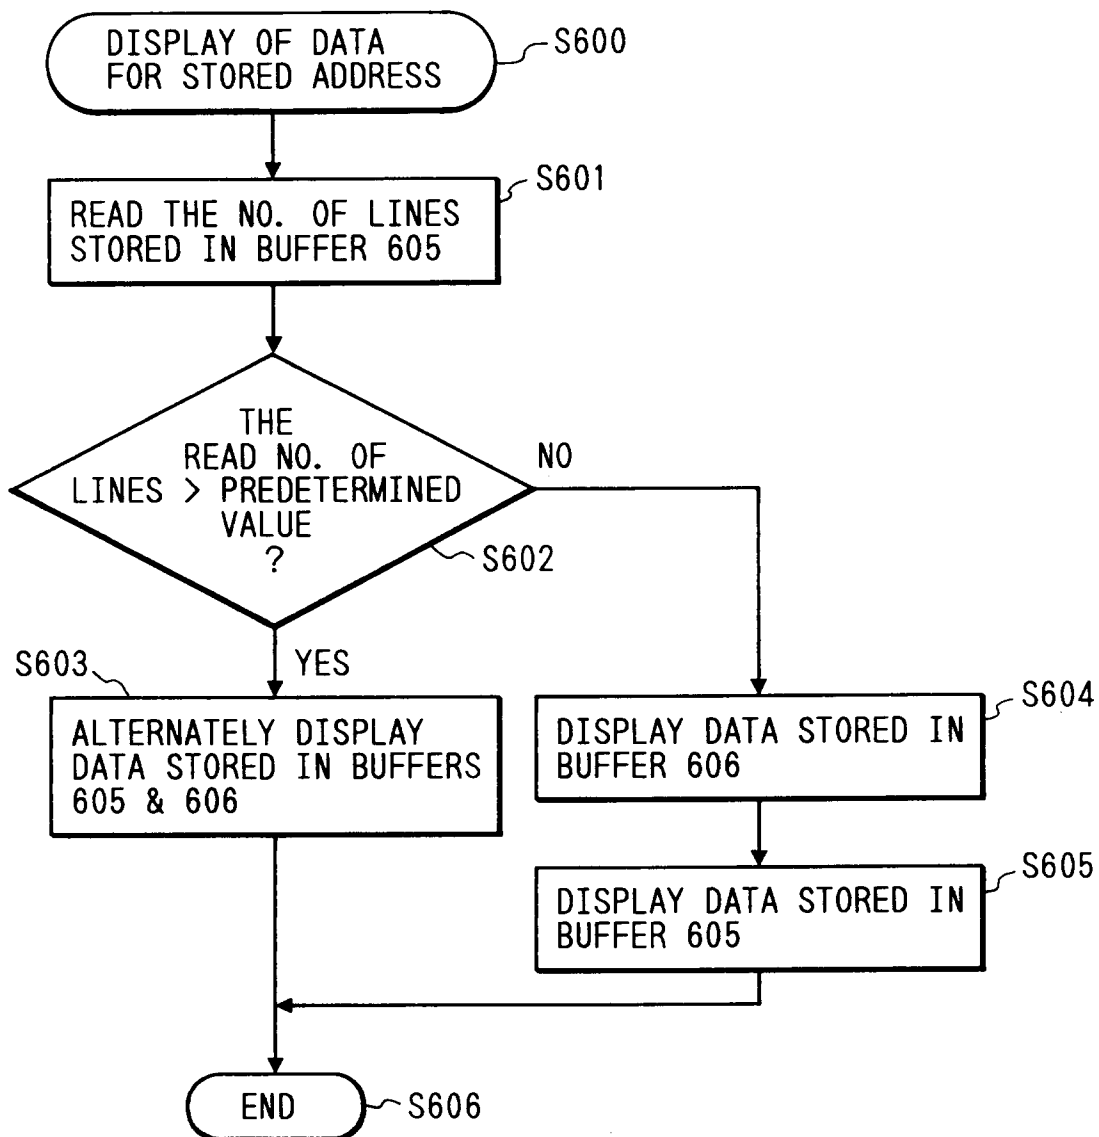 DISPLAY OF DATA
FOR STORED ADDRESS
S600
S601
READ THE NO. OF LINES
STORED IN BUFFER 605
THE
READ NO. OF
LINES > PREDETERMINED
VALUE
?
NO
S602
S603
YES
ALTERNATELY DISPLAY
DATA STORED IN BUFFERS
605 & 606
S604
DISPLAY DATA STORED IN
BUFFER 606
S605
DISPLAY DATA STORED IN
BUFFER 605
END
S606